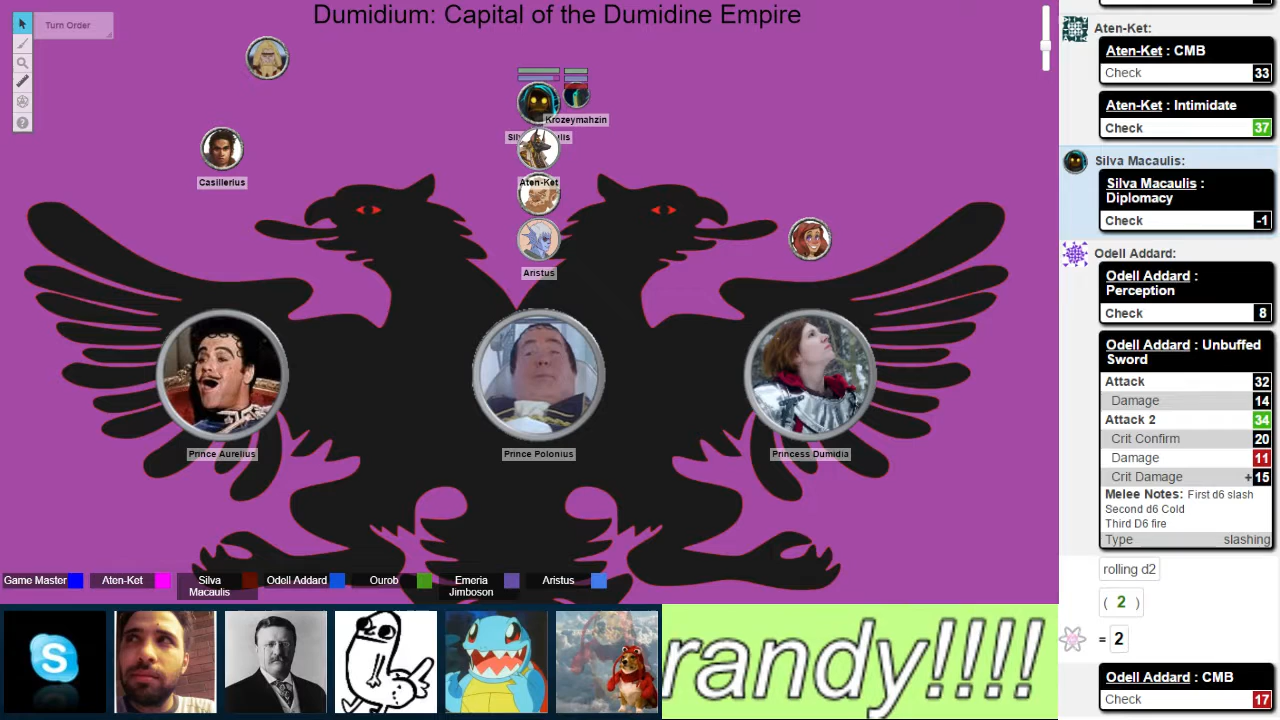 Dumidium: Capital of the Dumidine Empire
Turn Order
Krozeymahzin
Casillerius
Aten-Ket
Aristus
Prince Aurelius
Prince Polonius
Princess Dumidia
Game Master
Aten-Ket
Silva
Macaulis
Odell Addard
Ourob
Emeria
Jimboson
Aristus
S
randy!!!!
Aten-Ket:
Aten-Ket : CMB
Check 33
Aten-Ket : Intimidate
Check 37
Silva Macaulis:
Silva Macaulis :
Diplomacy
Check -1
Odell Addard:
Odell Addard :
Perception
Check 8
Odell Addard : Unbuffed
Sword
Attack 32
Damage 14
Attack 2 34
Crit Confirm 20
Damage 11
Crit Damage +15
Melee Notes: First d6 slash
Second d6 Cold
Third D6 fire
Type slashing
rolling d2
( 2 )
= 2
Odell Addard : CMB
Check 17